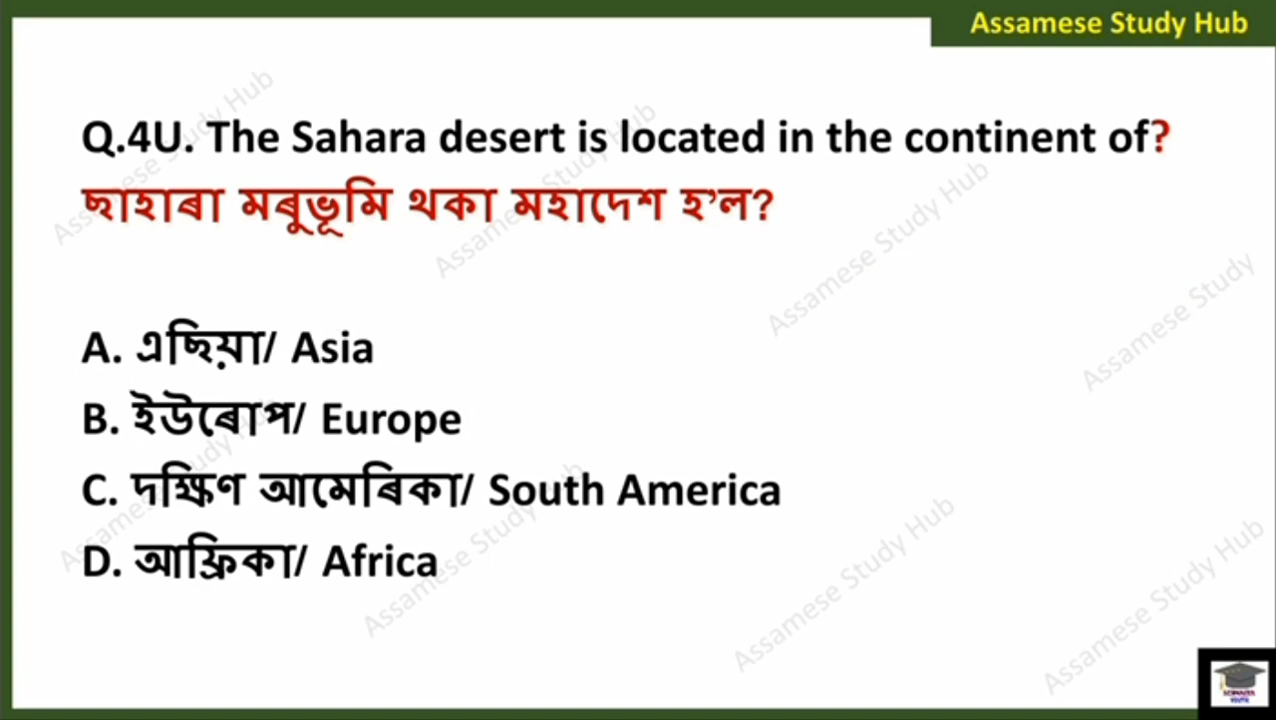 Assamese Study Hub
Q.4U. The Sahara desert is located in the continent of?
ছাহাৰা মৰুভূমি থকা মহাদেশ হ’ল?
A. এছিয়া/ Asia
B. ইউৰোপ/ Europe
C. দক্ষিণ আমেৰিকা/ South America
D. আফ্ৰিকা/ Africa